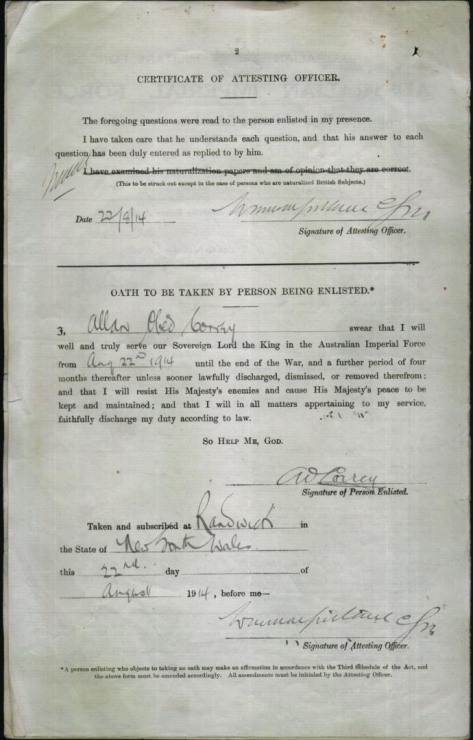 2
CERTIFICATE OF ATTESTING OFFICER.
The foregoing questions were read to the person enlisted in my presence.
I have taken care that he understands each question, and that his answer to each
question has been duly entered as replied to by him.
I have examined his naturalization papers and am of opinion that they are correct.
(This to be struck out except in the case of persons who are naturalized British Subjects.)
Date 22/8/14
Signature of Attesting Officer.
OATH TO BE TAKEN BY PERSON BEING ENLISTED.*
3, Allan Obed Correy swear that I will
well and truly serve our Sovereign Lord the King in the Australian Imperial Force
from Aug 22nd 1914 until the end of the War, and a further period of four
months thereafter unless sooner lawfully discharged, dismissed, or removed therefrom;
and that I will resist His Majesty's enemies and cause His Majesty's peace to be
kept and maintained; and that I will in all matters appertaining to my service,
faithfully discharge my duty according to law.
SO HELP ME, GOD.
Correy
Signature of Person Enlisted.
Taken and subscribed at Randwick in
the State of New South Wales
this 22nd. day of
August 1914, before me—
Signature of Attesting Officer.
*A person enlisting who objects to taking an oath may make an affirmation in accordance with the Third Schedule of the Act, and
the above form must be amended accordingly. All amendments must be initialed by the Attesting Officer.